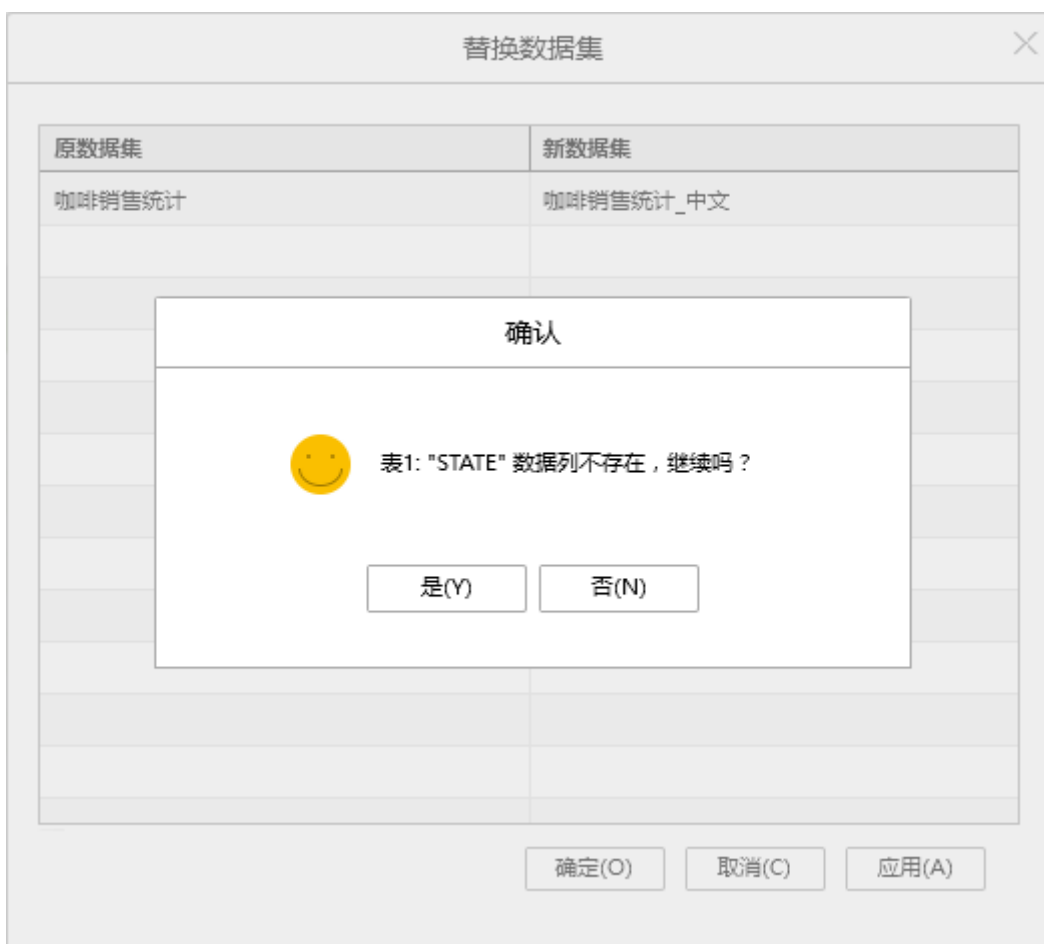 替换数据集
原数据集 新数据集
咖啡销售统计 咖啡销售统计_中文
确认
表1: "STATE" 数据列不存在，继续吗？
是(Y) 否(N)
确定(O) 取消(C) 应用(A)